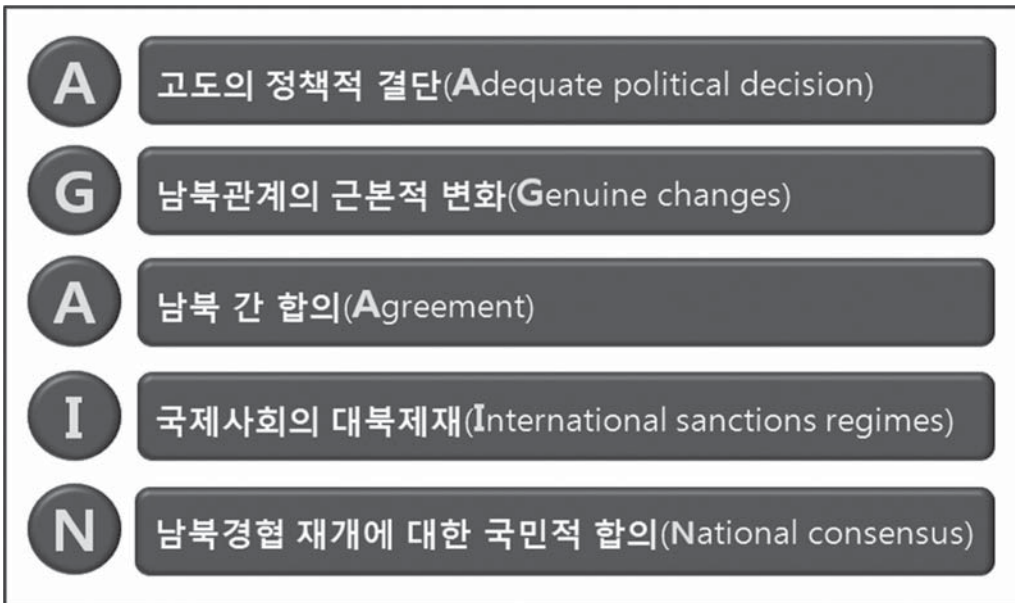 A 고도의 정책적 결단(Adequate political decision)
G 남북관계의 근본적 변화(Genuine changes)
A 남북 간 합의(Agreement)
I 국제사회의 대북제재(International sanctions regimes)
N 남북경협 재개에 대한 국민적 합의(National consensus)